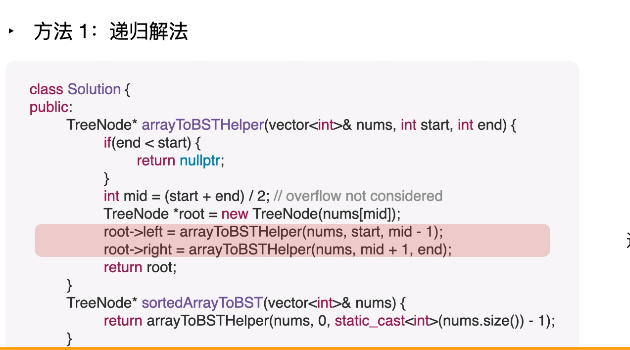 ‣ 方法 1：递归解法
class Solution {
public:
TreeNode* arrayToBSTHelper(vector<int>& nums, int start, int end) {
if(end < start) {
return nullptr;
}
int mid = (start + end) / 2; // overflow not considered
TreeNode *root = new TreeNode(nums[mid]);
root->left = arrayToBSTHelper(nums, start, mid - 1);
root->right = arrayToBSTHelper(nums, mid + 1, end);
return root;
}
TreeNode* sortedArrayToBST(vector<int>& nums) {
return arrayToBSTHelper(nums, 0, static_cast<int>(nums.size()) - 1);
}